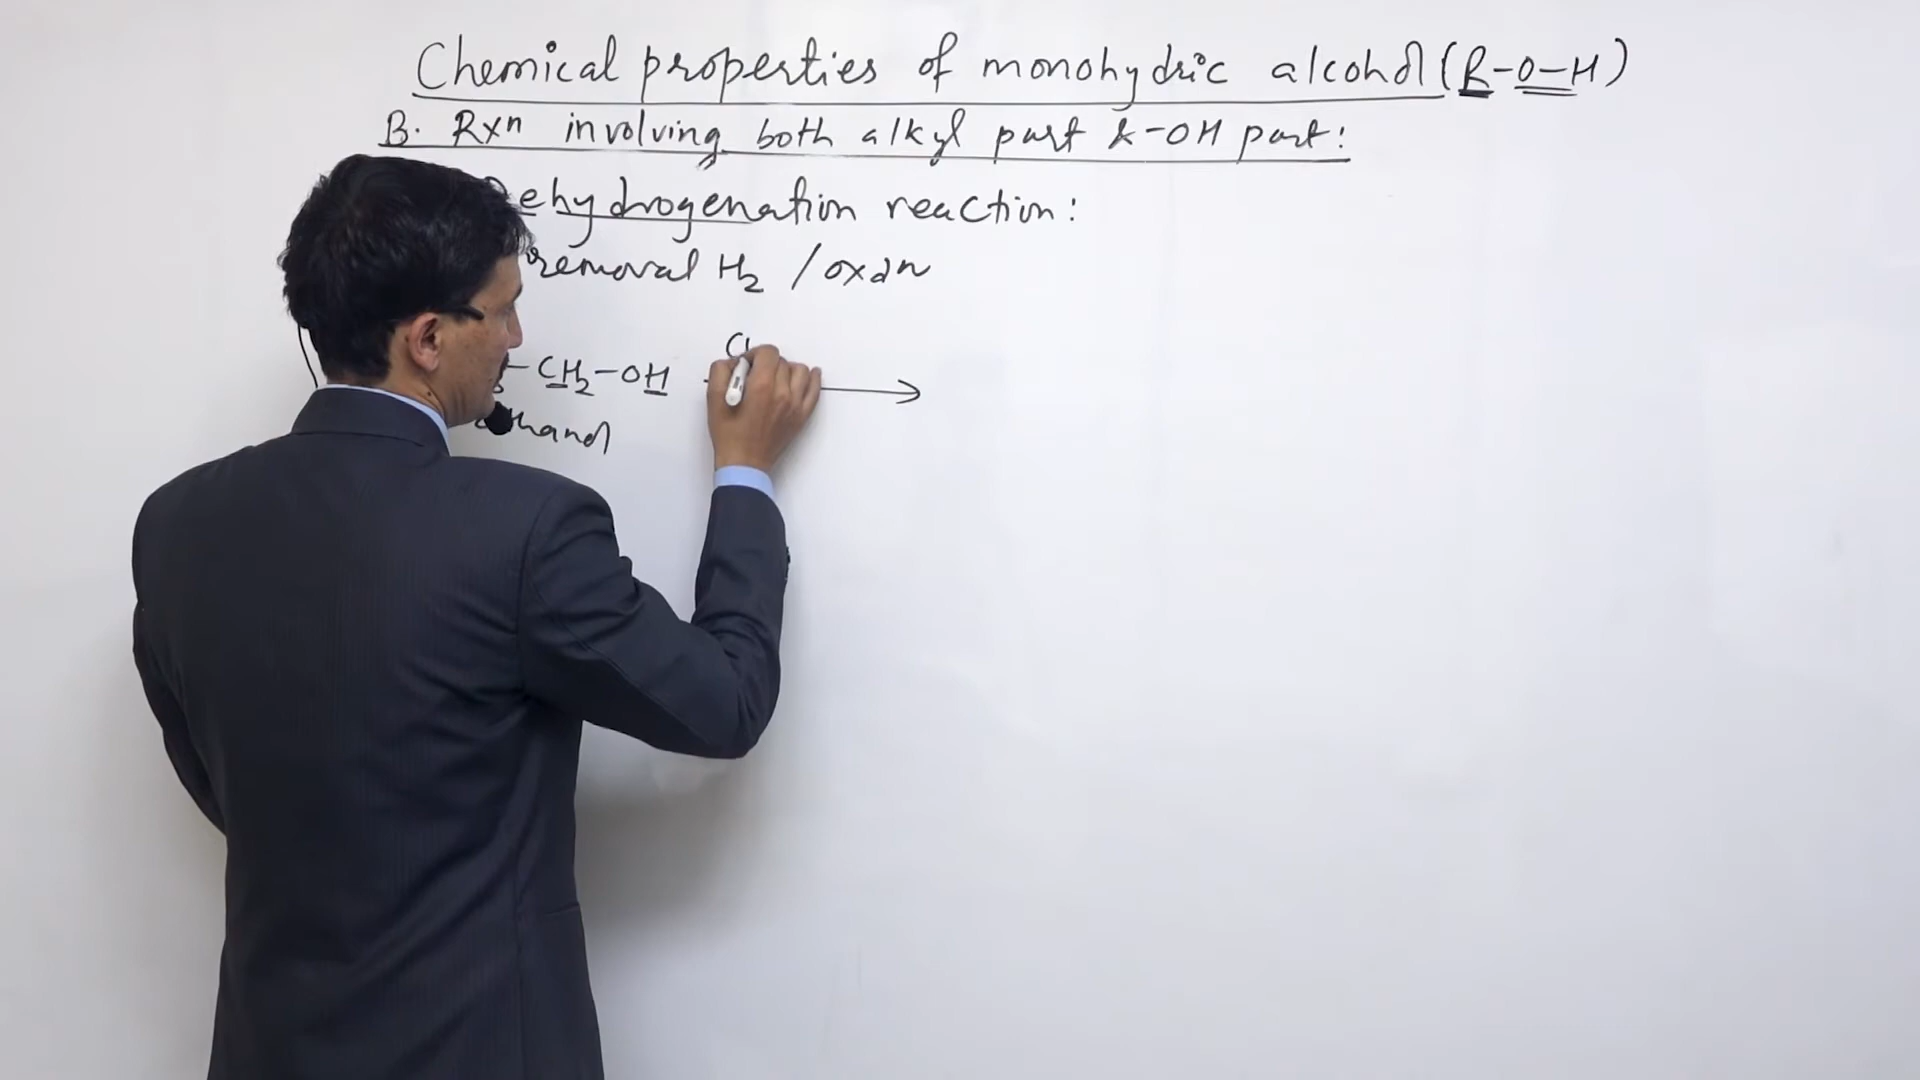 Chemical properties of monohydric alcohol (R-O-H)
B. Rxn involving both alkyl part & -OH part:
ehydrogenation reaction:
removal H2 / oxdn
-CH2-OH